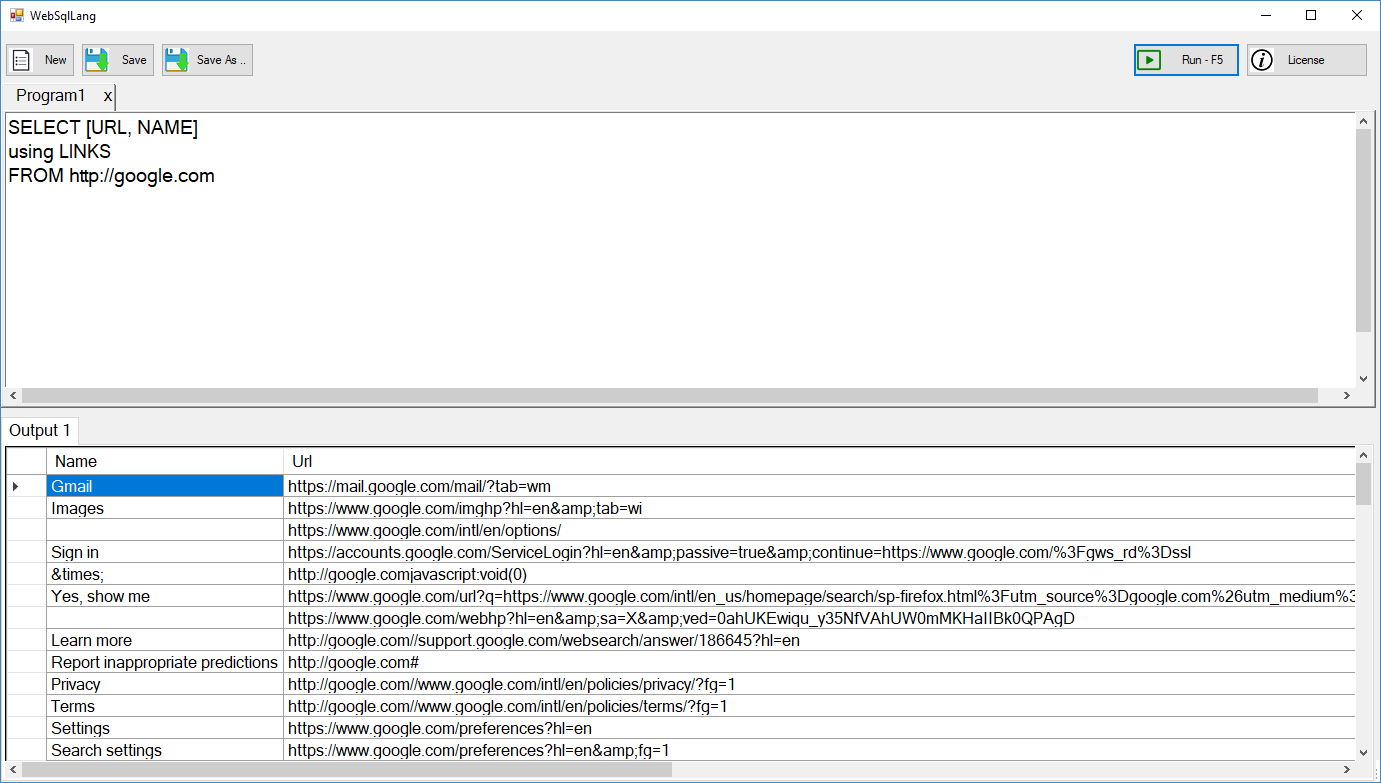 WebSqlLang
New Save Save As .. Run - F5 License
Program1 x
SELECT [URL, NAME]
using LINKS
FROM http://google.com
Output 1
Name Url
Gmail https://mail.google.com/mail/?tab=wm
Images https://www.google.com/imghp?hl=en&amp;tab=wi
https://www.google.com/intl/en/options/
Sign in https://accounts.google.com/ServiceLogin?hl=en&amp;passive=true&amp;continue=https://www.google.com/%3Fgws_rd%3Dssl
&times; http://google.comjavascript:void(0)
Yes, show me https://www.google.com/url?q=https://www.google.com/intl/en_us/homepage/search/sp-firefox.html%3Futm_source%3Dgoogle.com%26utm_medium%3
https://www.google.com/webhp?hl=en&amp;sa=X&amp;ved=0ahUKEwiqu_y35NfVAhUW0mMKHaIIBk0QPAgD
Learn more http://google.com//support.google.com/websearch/answer/186645?hl=en
Report inappropriate predictions http://google.com#
Privacy http://google.com//www.google.com/intl/en/policies/privacy/?fg=1
Terms http://google.com//www.google.com/intl/en/policies/terms/?fg=1
Settings https://www.google.com/preferences?hl=en
Search settings https://www.google.com/preferences?hl=en&amp;fg=1